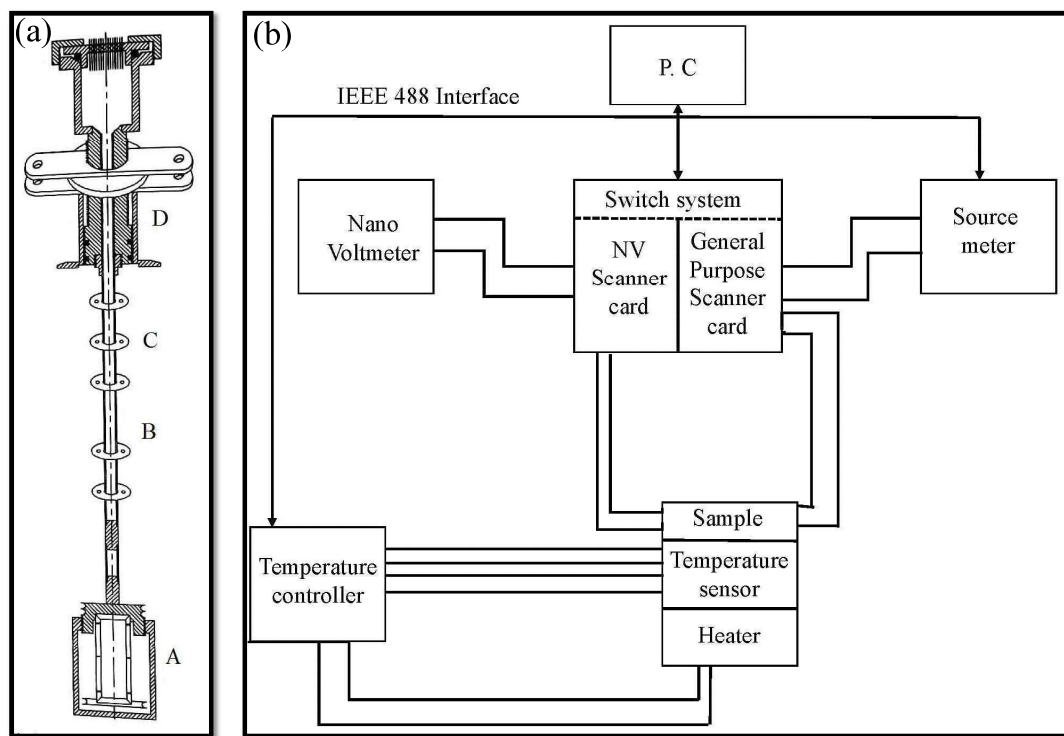 (a)
D
C
B
A
(b)
P. C
IEEE 488 Interface
Nano
Voltmeter
Switch system
NV
Scanner
card
General
Purpose
Scanner
card
Source
meter
Temperature
controller
Sample
Temperature
sensor
Heater